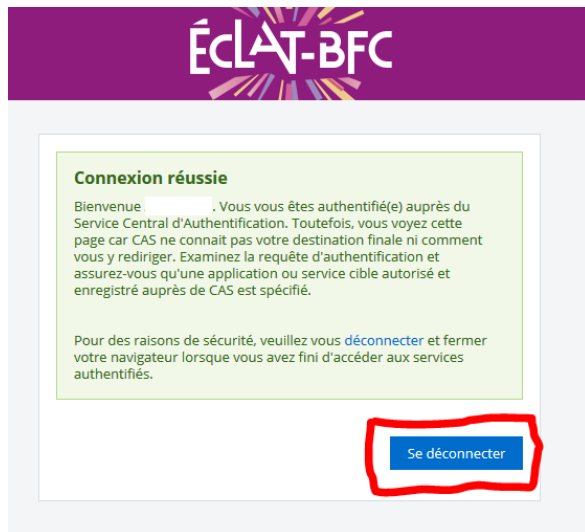 ÉCLAT-BFC
Connexion réussie
Bienvenue . Vous vous êtes authentifié(e) auprès du
Service Central d'Authentification. Toutefois, vous voyez cette
page car CAS ne connait pas votre destination finale ni comment
vous y rediriger. Examinez la requête d'authentification et
assurez-vous qu'une application ou service cible autorisé et
enregistré auprès de CAS est spécifié.
Pour des raisons de sécurité, veuillez vous déconnecter et fermer
votre navigateur lorsque vous avez fini d'accéder aux services
authentifiés.
Se déconnecter